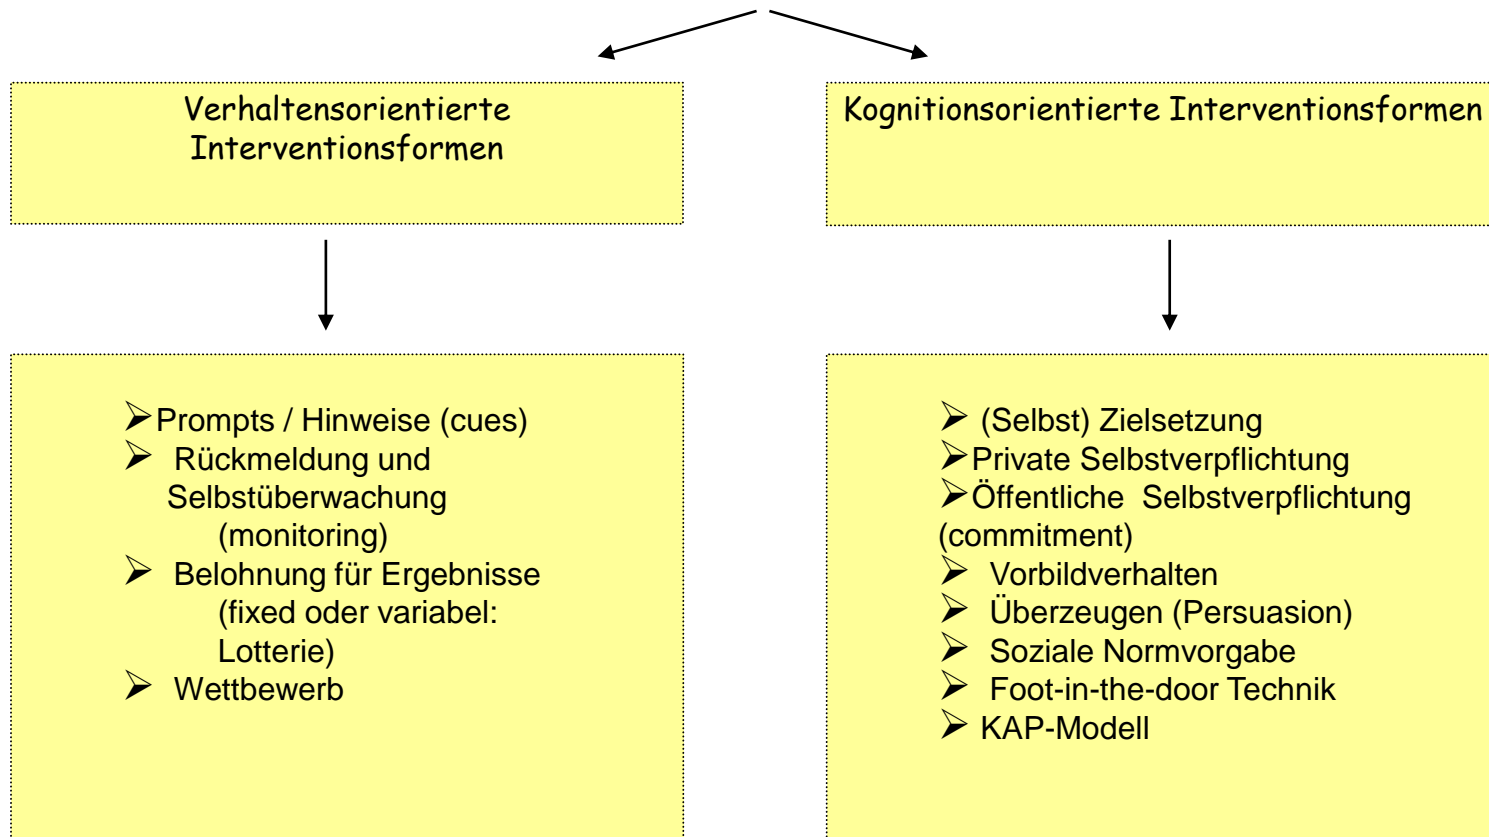 Verhaltensorientierte
Interventionsformen
Kognitionsorientierte Interventionsformen
➢Prompts / Hinweise (cues)
➢ Rückmeldung und
Selbstüberwachung
(monitoring)
➢ Belohnung für Ergebnisse
(fixed oder variabel:
Lotterie)
➢ Wettbewerb
➢ (Selbst) Zielsetzung
➢Private Selbstverpflichtung
➢Öffentliche Selbstverpflichtung
(commitment)
➢ Vorbildverhalten
➢ Überzeugen (Persuasion)
➢ Soziale Normvorgabe
➢ Foot-in-the-door Technik
➢ KAP-Modell